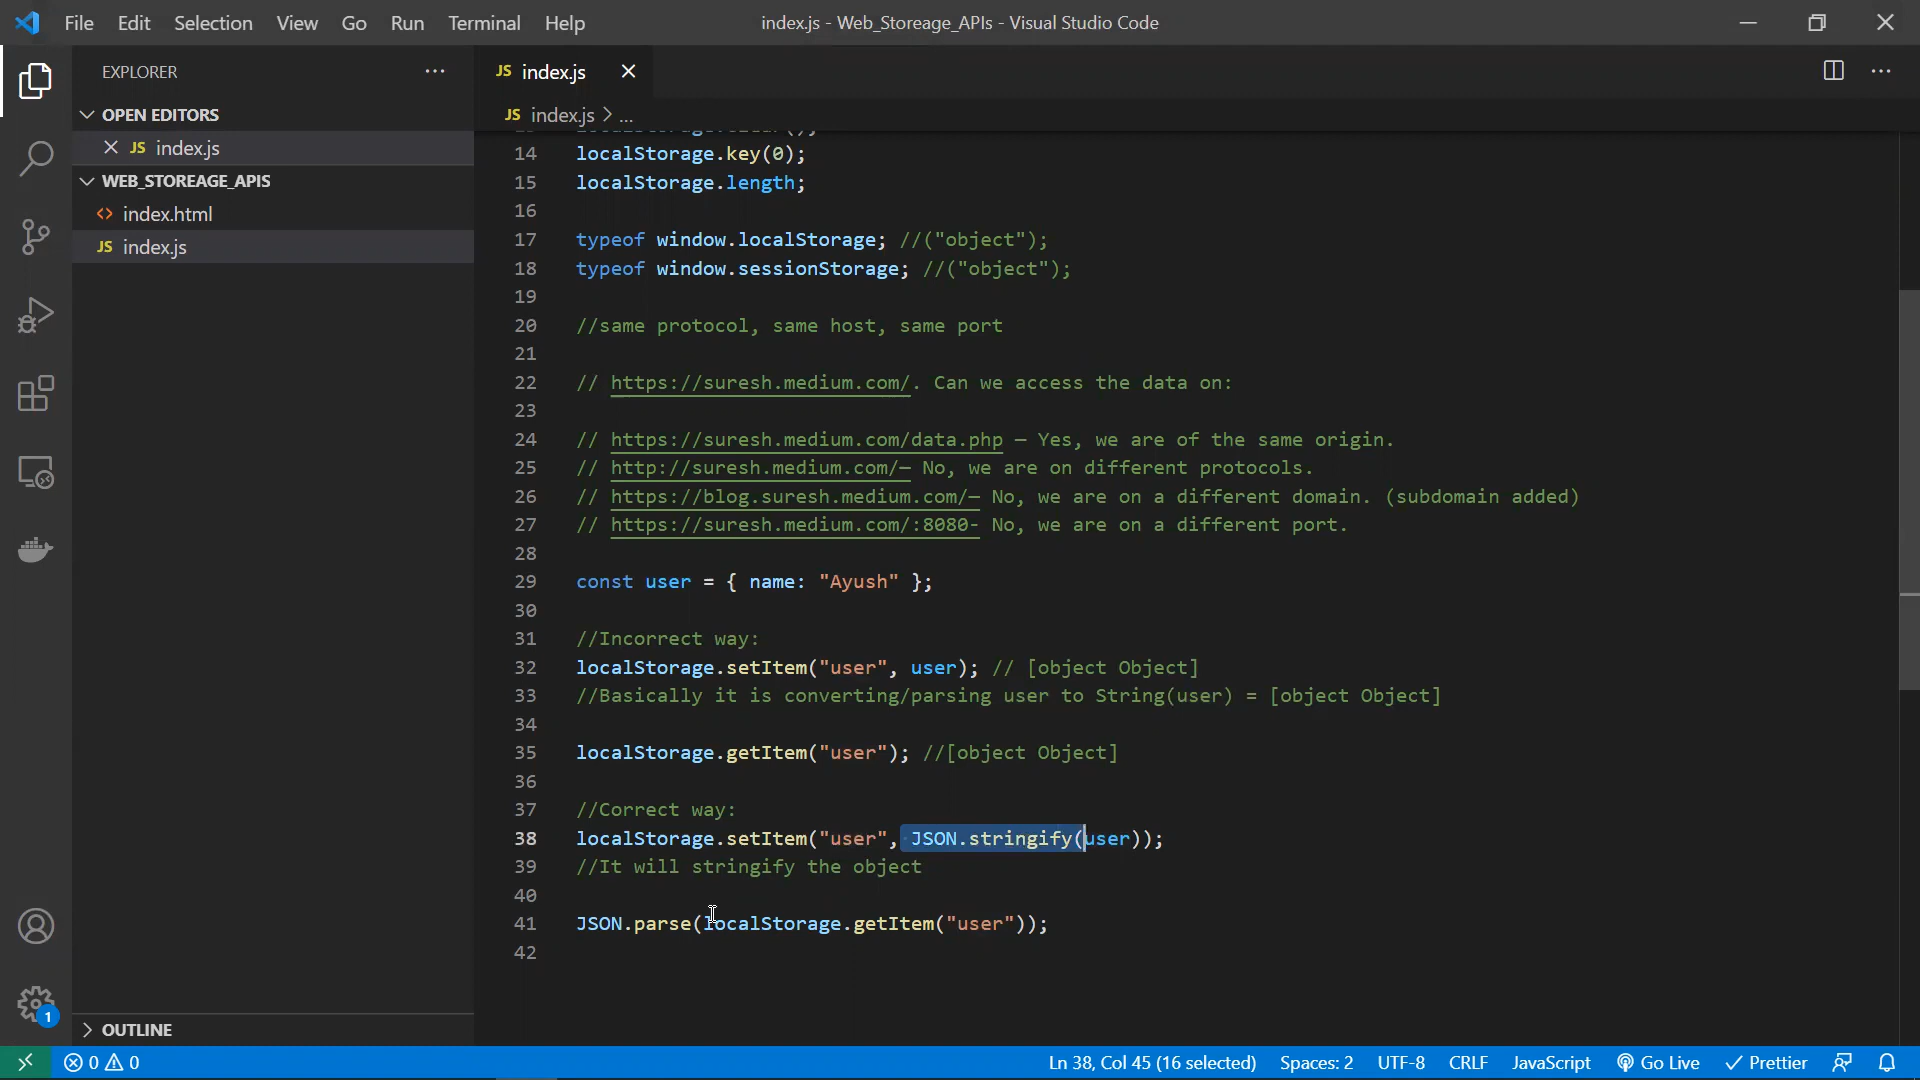 File Edit Selection View Go Run Terminal Help
index.js - Web_Storeage_APIs - Visual Studio Code
EXPLORER
OPEN EDITORS
JS index.js
WEB_STOREAGE_APIS
<> index.html
JS index.js
OUTLINE
1
JS index.js
JS index.js > ...
14 localStorage.key(0);
15 localStorage.length;
16
17 typeof window.localStorage; //("object");
18 typeof window.sessionStorage; //("object");
19
20 //same protocol, same host, same port
21
22 // https://suresh.medium.com/. Can we access the data on:
23
24 // https://suresh.medium.com/data.php — Yes, we are of the same origin.
25 // http://suresh.medium.com/— No, we are on different protocols.
26 // https://blog.suresh.medium.com/— No, we are on a different domain. (subdomain added)
27 // https://suresh.medium.com/:8080- No, we are on a different port.
28
29 const user = { name: "Ayush" };
30
31 //Incorrect way:
32 localStorage.setItem("user", user); // [object Object]
33 //Basically it is converting/parsing user to String(user) = [object Object]
34
35 localStorage.getItem("user"); //[object Object]
36
37 //Correct way:
38 localStorage.setItem("user", JSON.stringify(user));
39 //It will stringify the object
40
41 JSON.parse(localStorage.getItem("user"));
42
0 0
Ln 38, Col 45 (16 selected) Spaces: 2 UTF-8 CRLF JavaScript Go Live Prettier